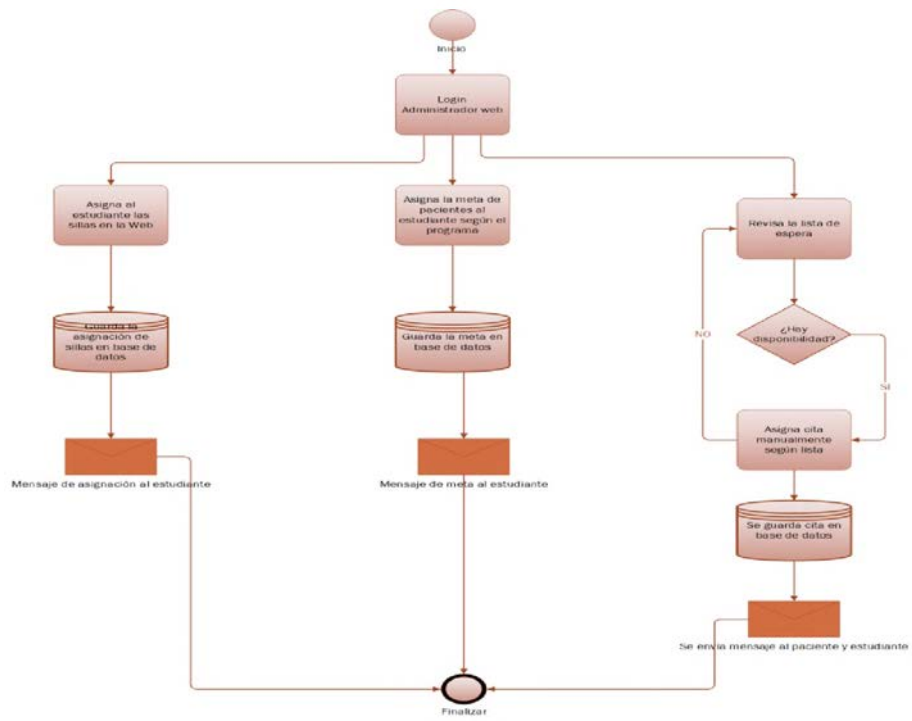 Inicio
Login
Administrador web
Asigna al
estudiante las
sillas en la Web
Asigna la meta de
pacientes al
estudiante según el
programa
Revisa la lista de
espera
Guarda la
asignación de
sillas en base de
datos
Guarda la meta en
base de datos
¿Hay
disponibilidad?
NO
SI
Asigna cita
manualmente
según lista
Mensaje de asignación al estudiante
Mensaje de meta al estudiante
Se guarda cita en
base de datos
Se envía mensaje al paciente y estudiante
Finalizar